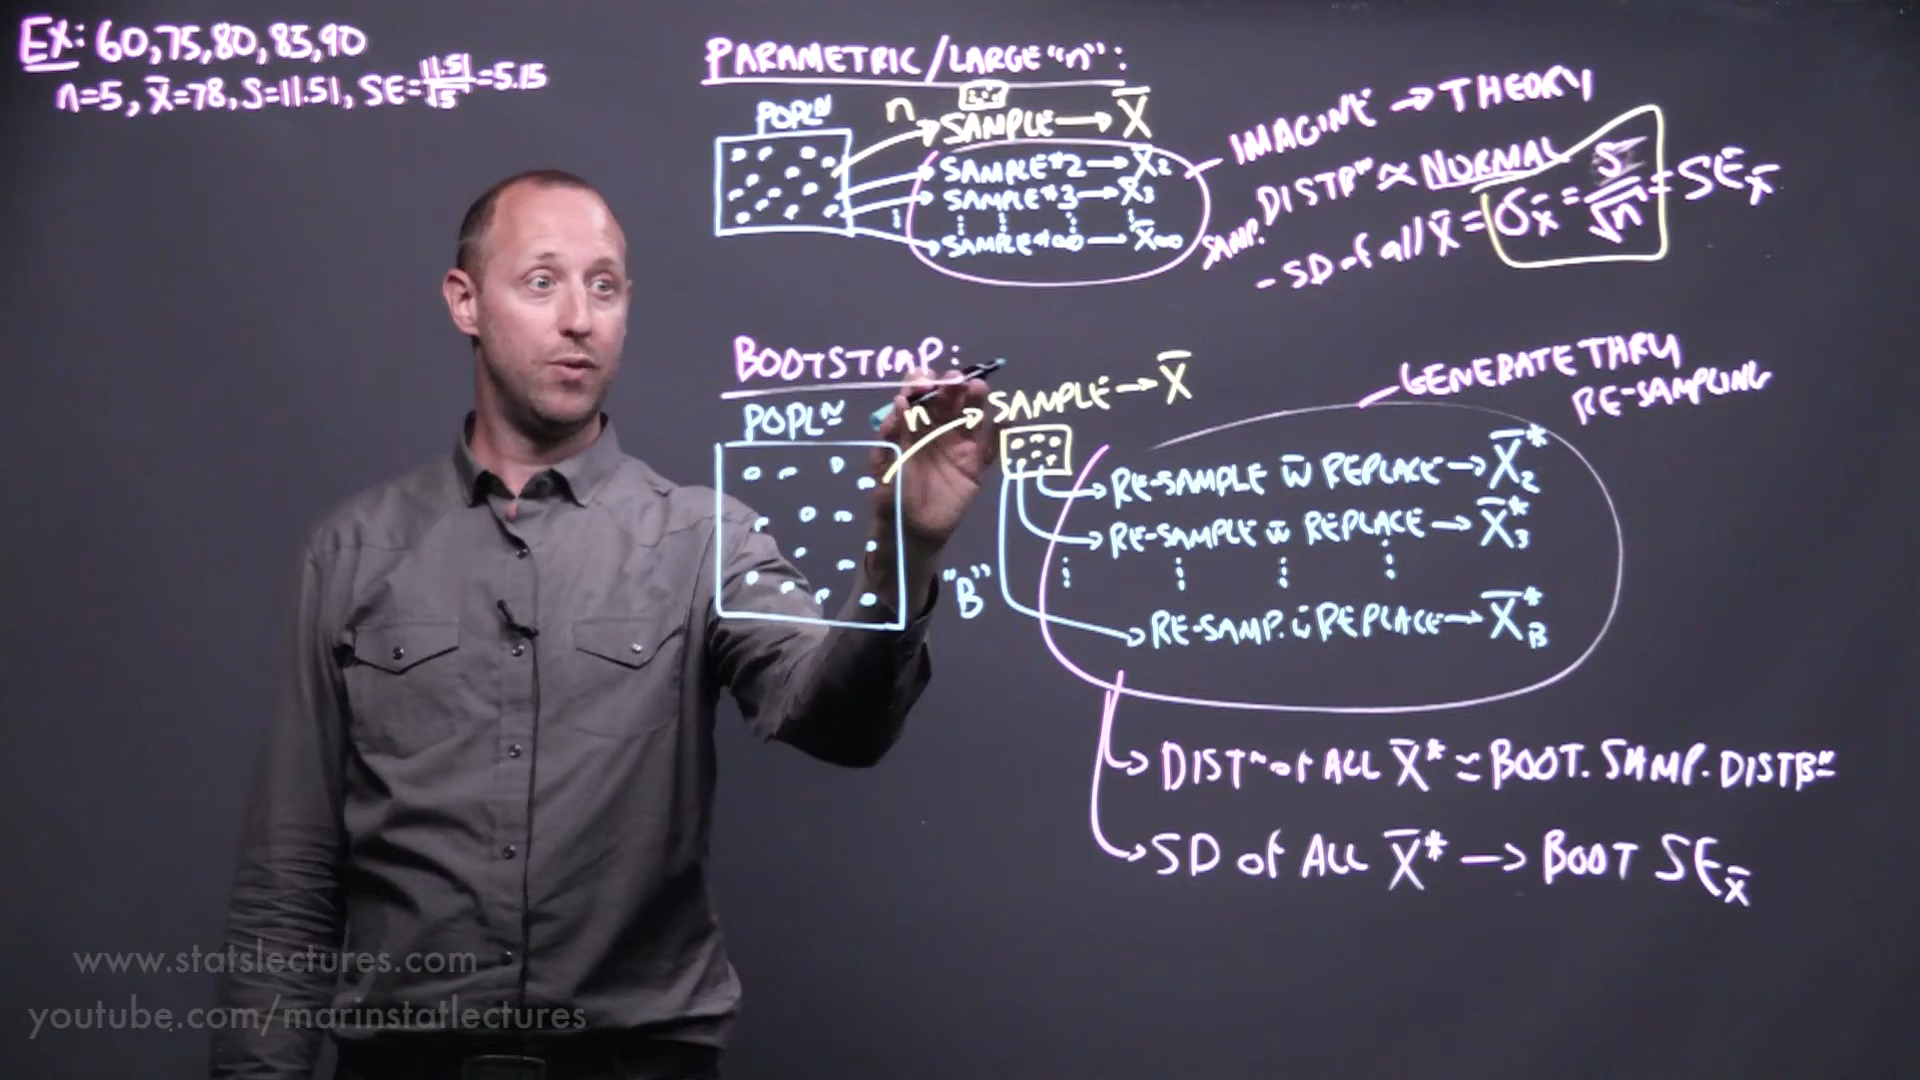 EX: 60,75,80,85,90
n=5, x̄=78, S=11.51, SE=11.51/√5=5.15
PARAMETRIC/LARGE "n":
POPLN
n
SAMPLE → X̄
SAMPLE#2 → X̄2
SAMPLE#3 → X̄3
SAMPLE#∞ → X̄∞
IMAGINE → THEORY
SAMP. DISTBn ≈ NORMAL
- SD of all X̄ = σx̄ = S/√n = SEx̄
BOOTSTRAP:
POPLN
n
SAMPLE → X̄
GENERATE THRU
RE-SAMPLING
RE-SAMPLE w̄ REPLACE → X̄2*
RE-SAMPLE w̄ REPLACE → X̄3*
"B"
RE-SAMP. w̄ REPLACE → X̄B*
DISTn of ALL X̄* ≈ BOOT. SAMP. DISTBn
SD of ALL X̄* → BOOT SEx̄
www.statslectures.com
youtube.com/marinstatlectures